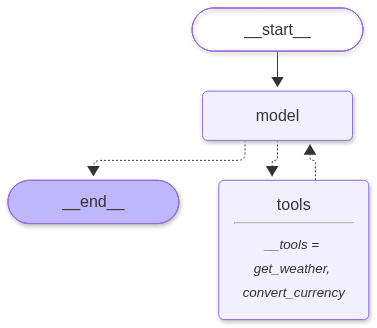 __start__
model
__end__
tools
__tools =
get_weather,
convert_currency